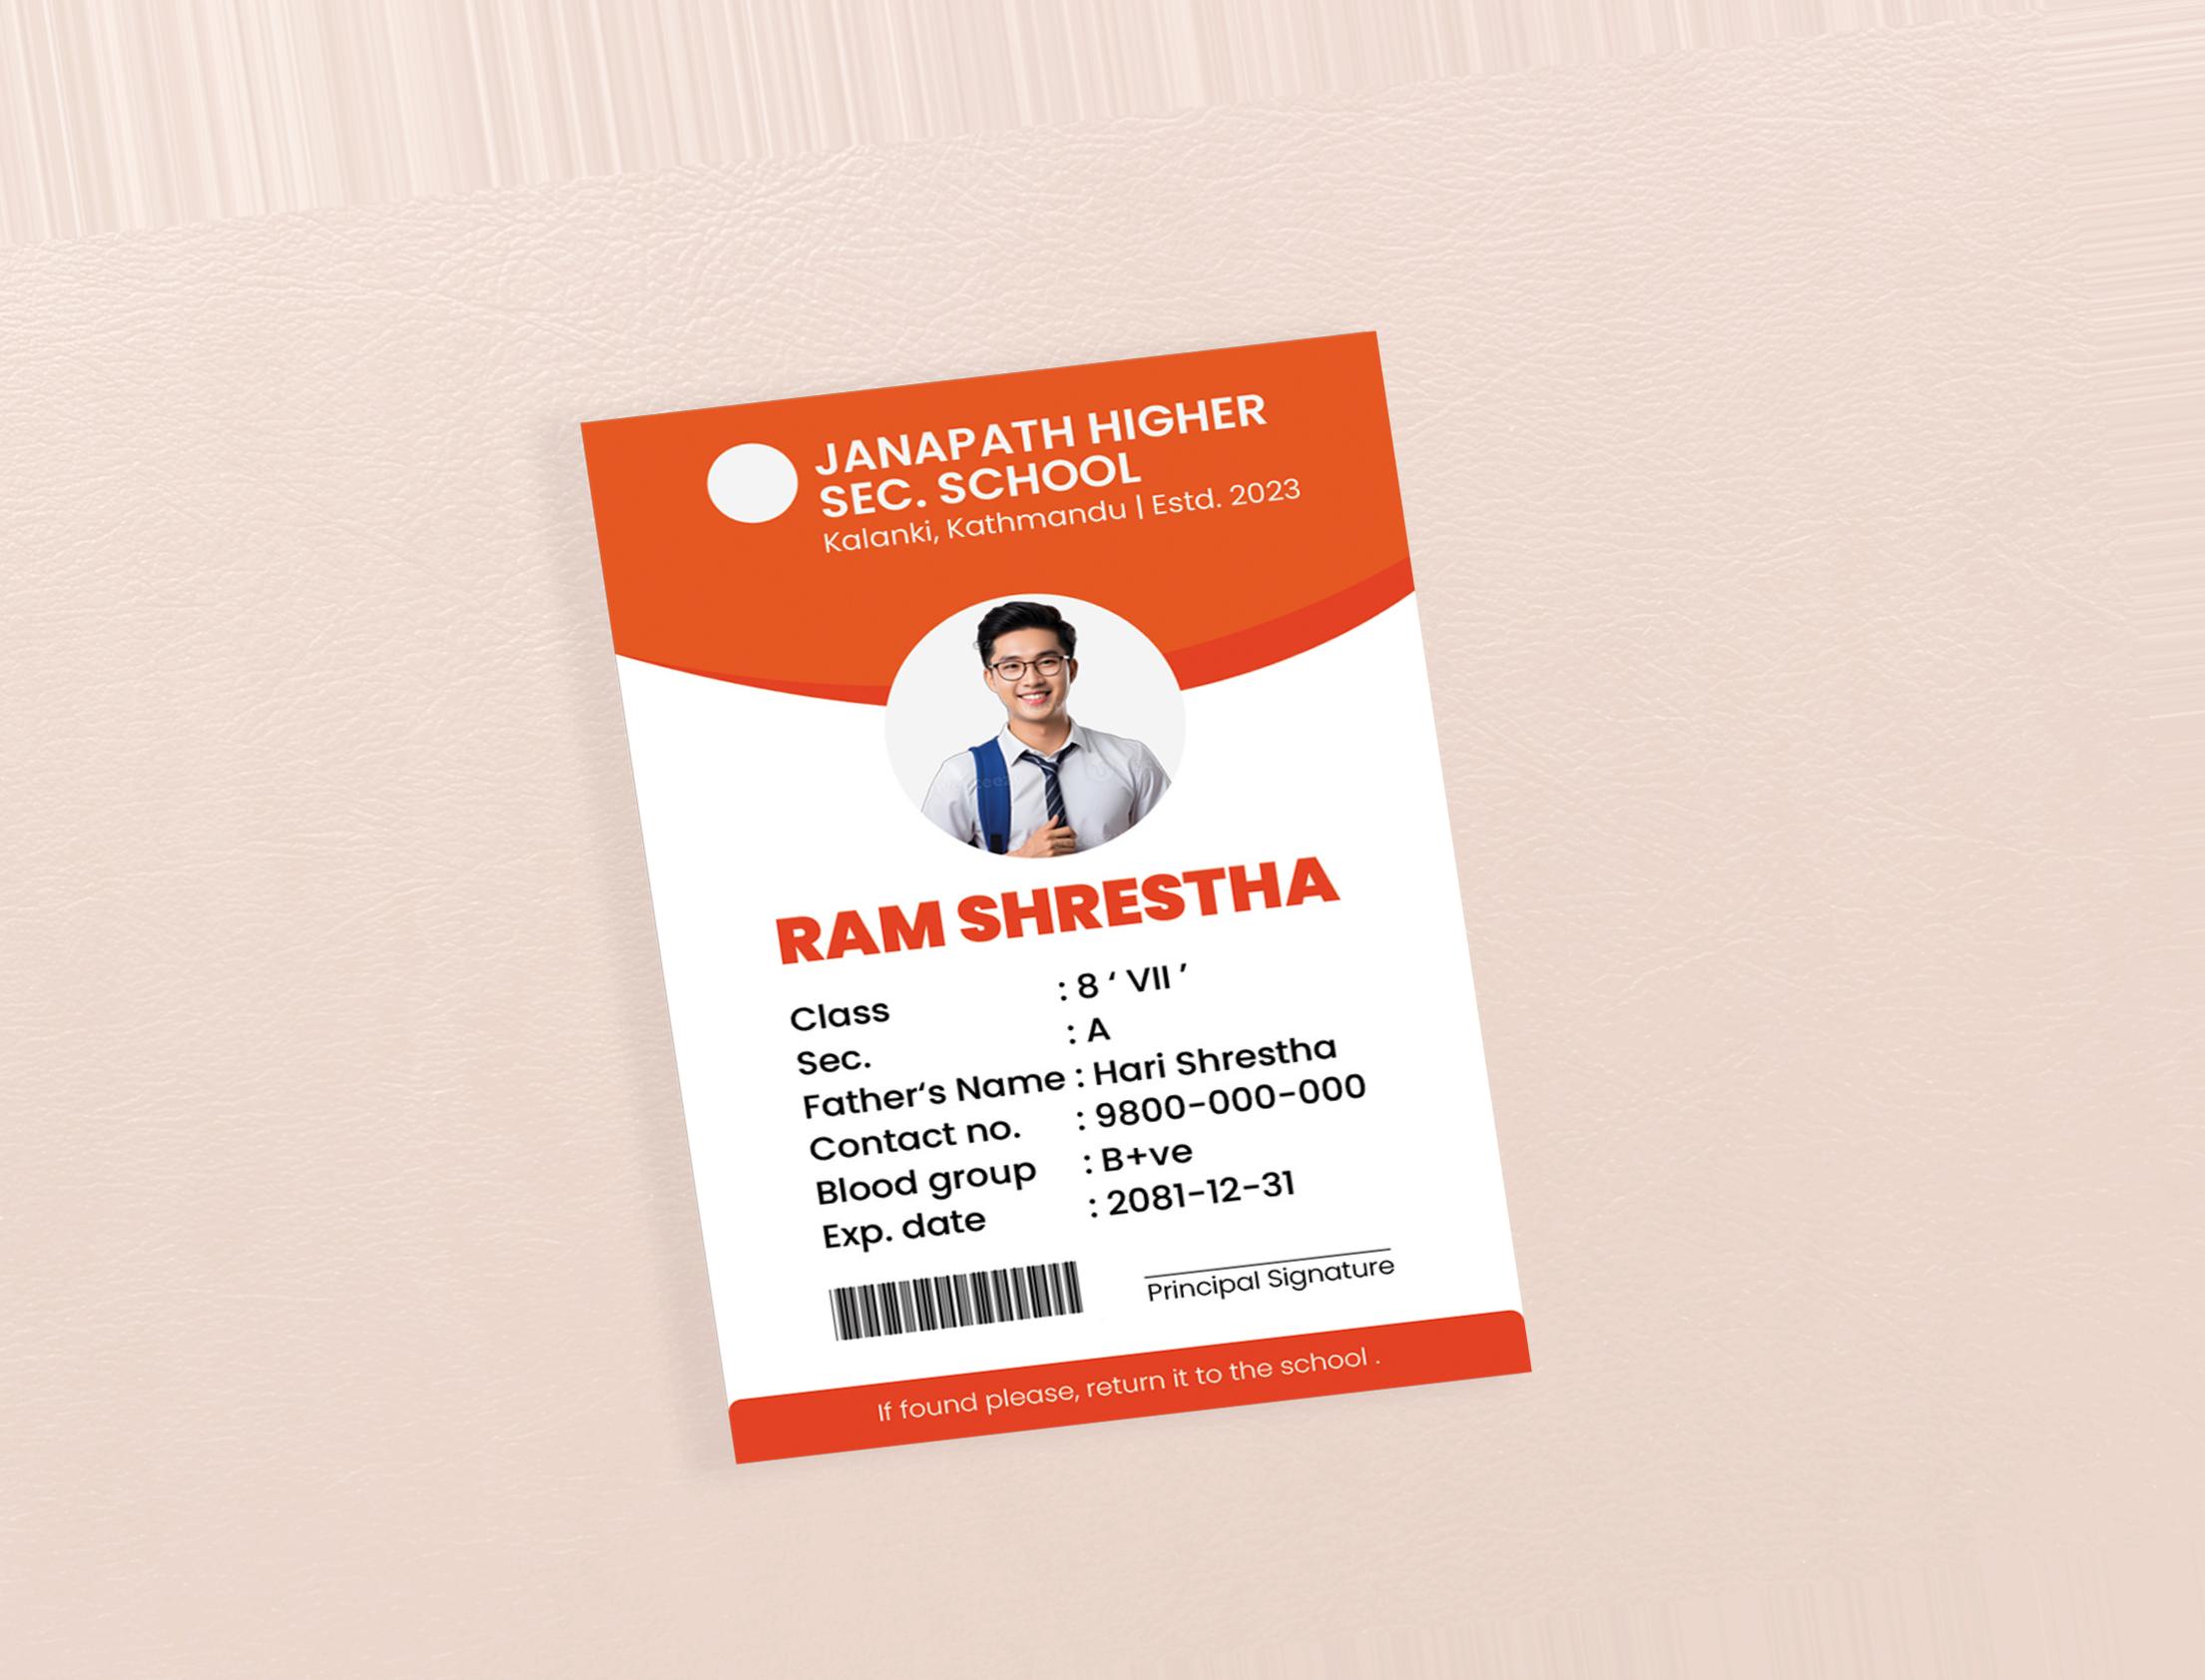 JANAPATH HIGHER
SEC. SCHOOL
Kalanki, Kathmandu | Estd. 2023
RAM SHRESTHA
Class : 8 ‘ VII ’
Sec. : A
Father‘s Name : Hari Shrestha
Contact no. : 9800-000-000
Blood group : B+ve
Exp. date : 2081-12-31
Principal Signature
If found please, return it to the school .